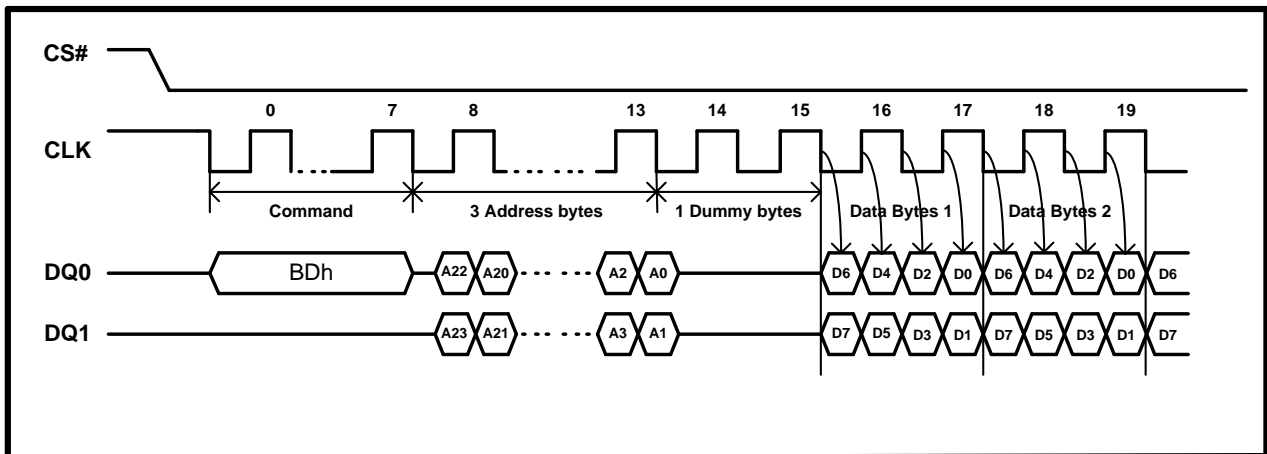 CS#
0 7 8 13 14 15 16 17 18 19
CLK
Command 3 Address bytes 1 Dummy bytes Data Bytes 1 Data Bytes 2
DQ0 BDh A22 A20 A2 A0 D6 D4 D2 D0 D6 D4 D2 D0 D6
DQ1 A23 A21 A3 A1 D7 D5 D3 D1 D7 D5 D3 D1 D7